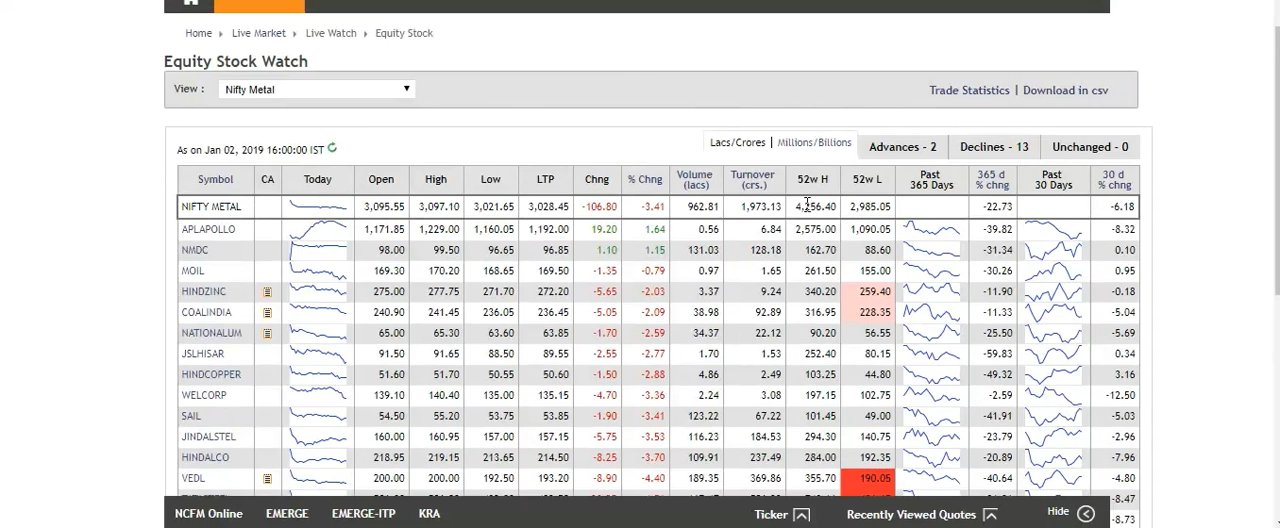 Home › Live Market › Live Watch › Equity Stock
Equity Stock Watch
View : Nifty Metal Trade Statistics | Download in csv
As on Jan 02, 2019 16:00:00 IST Lacs/Crores | Millions/Billions Advances - 2 Declines - 13 Unchanged - 0
Symbol CA Today Open High Low LTP Chng % Chng Volume (lacs) Turnover (crs.) 52w H 52w L Past 365 Days 365 d % chng Past 30 Days 30 d % chng
NIFTY METAL 3,095.55 3,097.10 3,021.65 3,028.45 -106.80 -3.41 962.81 1,973.13 4,256.40 2,985.05 -22.73 -6.18
APLAPOLLO 1,171.85 1,229.00 1,160.05 1,192.00 19.20 1.64 0.56 6.84 2,575.00 1,090.05 -39.82 -8.32
NMDC 98.00 99.50 96.65 96.85 1.10 1.15 131.03 128.18 162.70 88.60 -31.34 0.10
MOIL 169.30 170.20 168.65 169.50 -1.35 -0.79 0.97 1.65 261.50 155.00 -30.26 0.95
HINDZINC 275.00 277.75 271.70 272.20 -5.65 -2.03 3.37 9.24 340.20 259.40 -11.90 -0.18
COALINDIA 240.90 241.45 236.05 236.45 -5.05 -2.09 38.98 92.89 316.95 228.35 -11.33 -5.04
NATIONALUM 65.00 65.30 63.60 63.85 -1.70 -2.59 34.37 22.12 90.20 56.55 -25.50 -5.69
JSLHISAR 91.50 91.65 88.50 89.55 -2.55 -2.77 1.70 1.53 252.40 80.15 -59.83 0.34
HINDCOPPER 51.60 51.70 50.55 50.60 -1.50 -2.88 4.86 2.49 103.25 44.80 -49.32 3.16
WELCORP 139.10 140.40 135.00 135.15 -4.70 -3.36 2.24 3.08 197.15 102.75 -2.59 -12.50
SAIL 54.50 55.20 53.75 53.85 -1.90 -3.41 123.22 67.22 101.45 49.00 -41.91 -5.03
JINDALSTEL 160.00 160.95 157.00 157.15 -5.75 -3.53 116.23 184.53 294.30 140.75 -23.79 -2.96
HINDALCO 218.95 219.15 213.65 214.50 -8.25 -3.70 109.91 237.49 284.00 192.35 -20.89 -7.96
VEDL 200.00 200.00 192.50 193.20 -8.90 -4.40 189.35 369.86 355.70 190.05 -40.64 -4.80
-8.47
NCFM Online EMERGE EMERGE-ITP KRA Ticker Recently Viewed Quotes Hide
-8.73